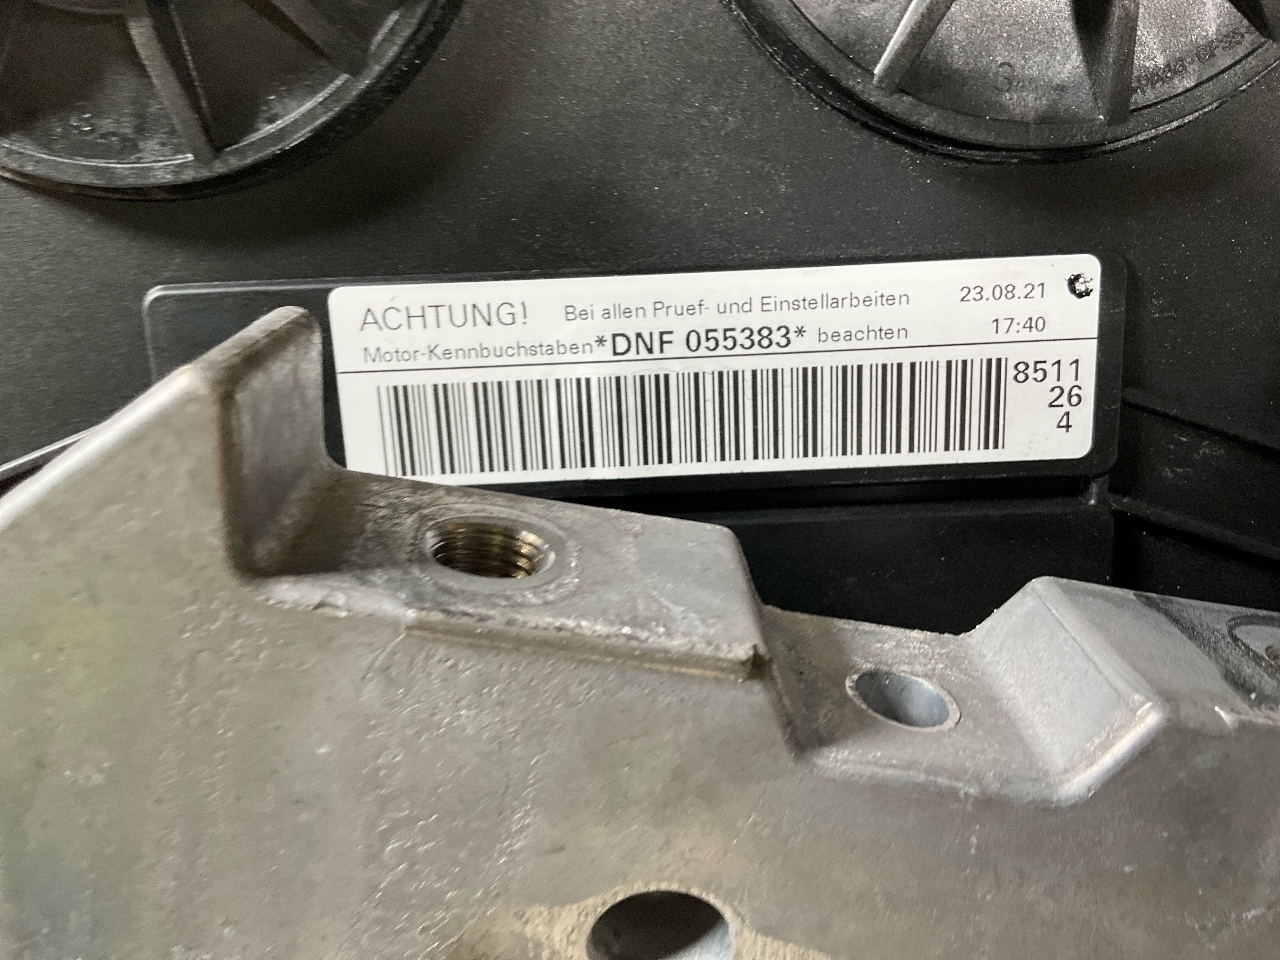 3
ACHTUNG! Bei allen Pruef- und Einstellarbeiten 23.08.21
Motor-Kennbuchstaben*DNF 055383* beachten 17:40
8511
26
4